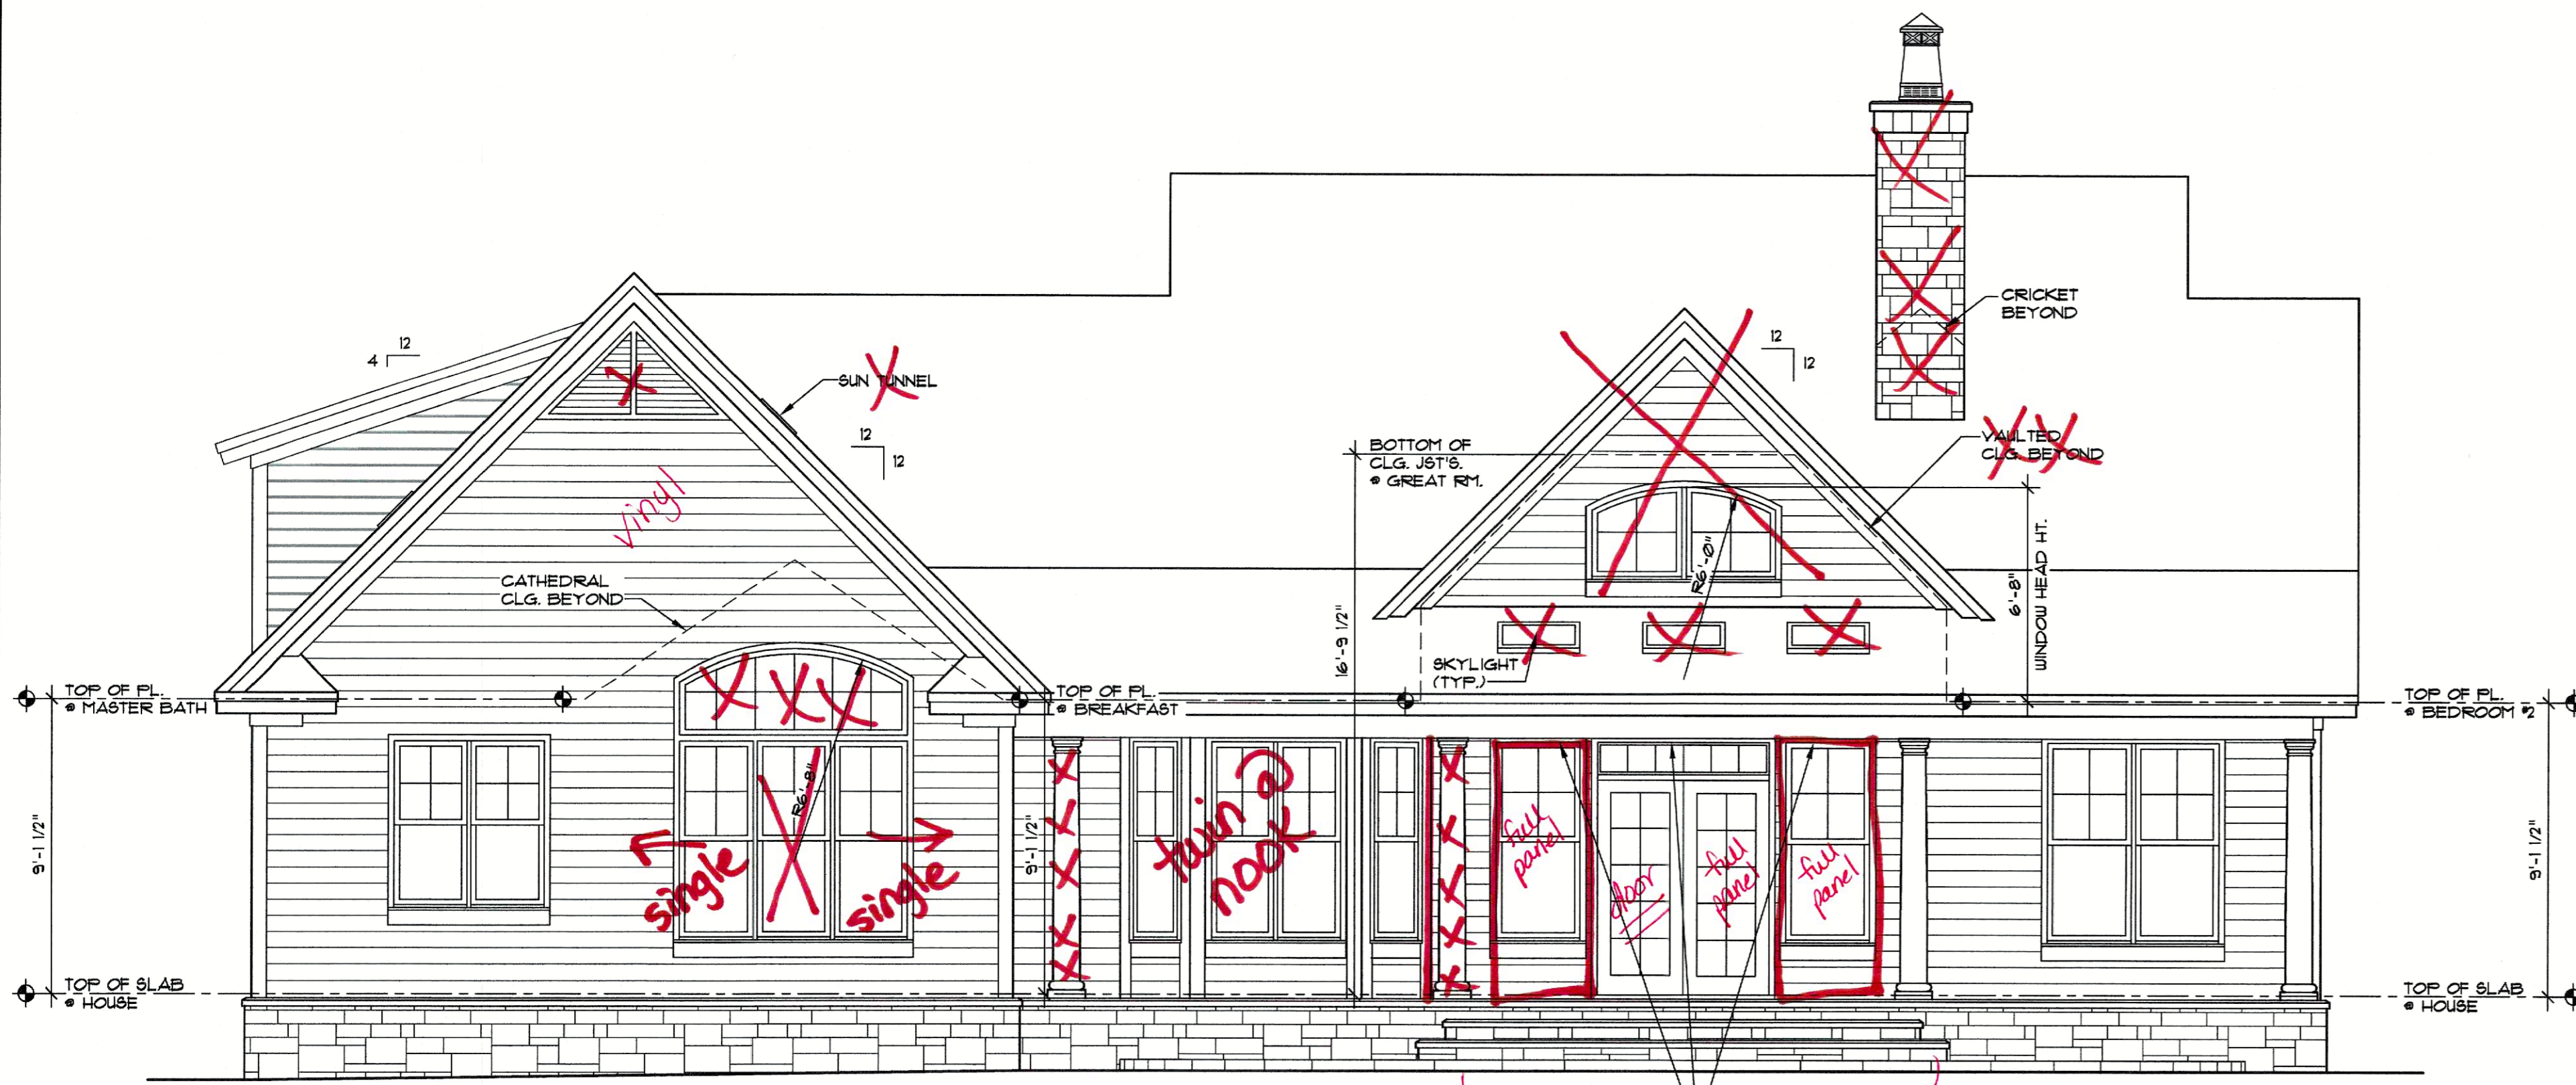 CRICKET
BEYOND
12
4
12
12
SUN TUNNEL
12
12
BOTTOM OF
CLG. JST'S.
@ GREAT RM.
VAULTED
CLG. BEYOND
vinyl
CATHEDRAL
CLG. BEYOND
R6'-0"
16'-9 1/2"
6'-8"
WINDOW HEAD HT.
SKYLIGHT
(TYP.)
TOP OF PL.
@ MASTER BATH
TOP OF PL.
@ BREAKFAST
TOP OF PL.
@ BEDROOM #2
R6'-8"
9'-1 1/2"
single
single
9'-1 1/2"
twin @
nook
full
panel
door
full
panel
full
panel
9'-1 1/2"
TOP OF SLAB
@ HOUSE
TOP OF SLAB
@ HOUSE